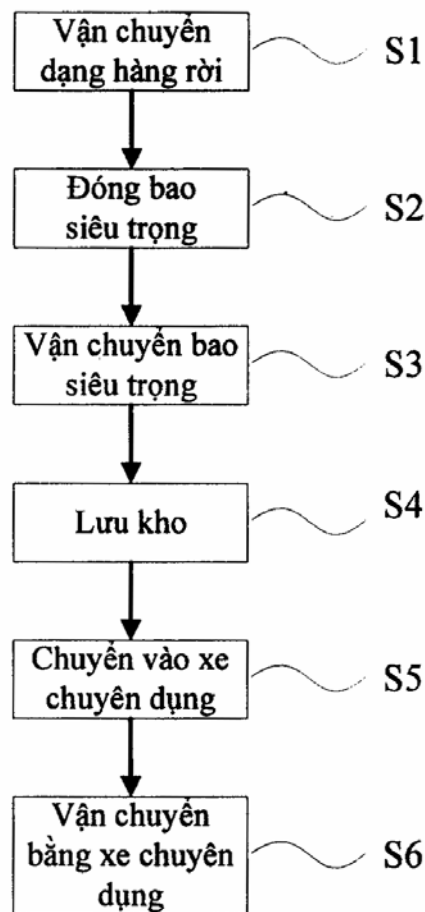 Vận chuyển
dạng hàng rời
S1
Đóng bao
siêu trọng
S2
Vận chuyển bao
siêu trọng
S3
Lưu kho
S4
Chuyển vào xe
chuyên dụng
S5
Vận chuyển
bằng xe chuyên
dụng
S6